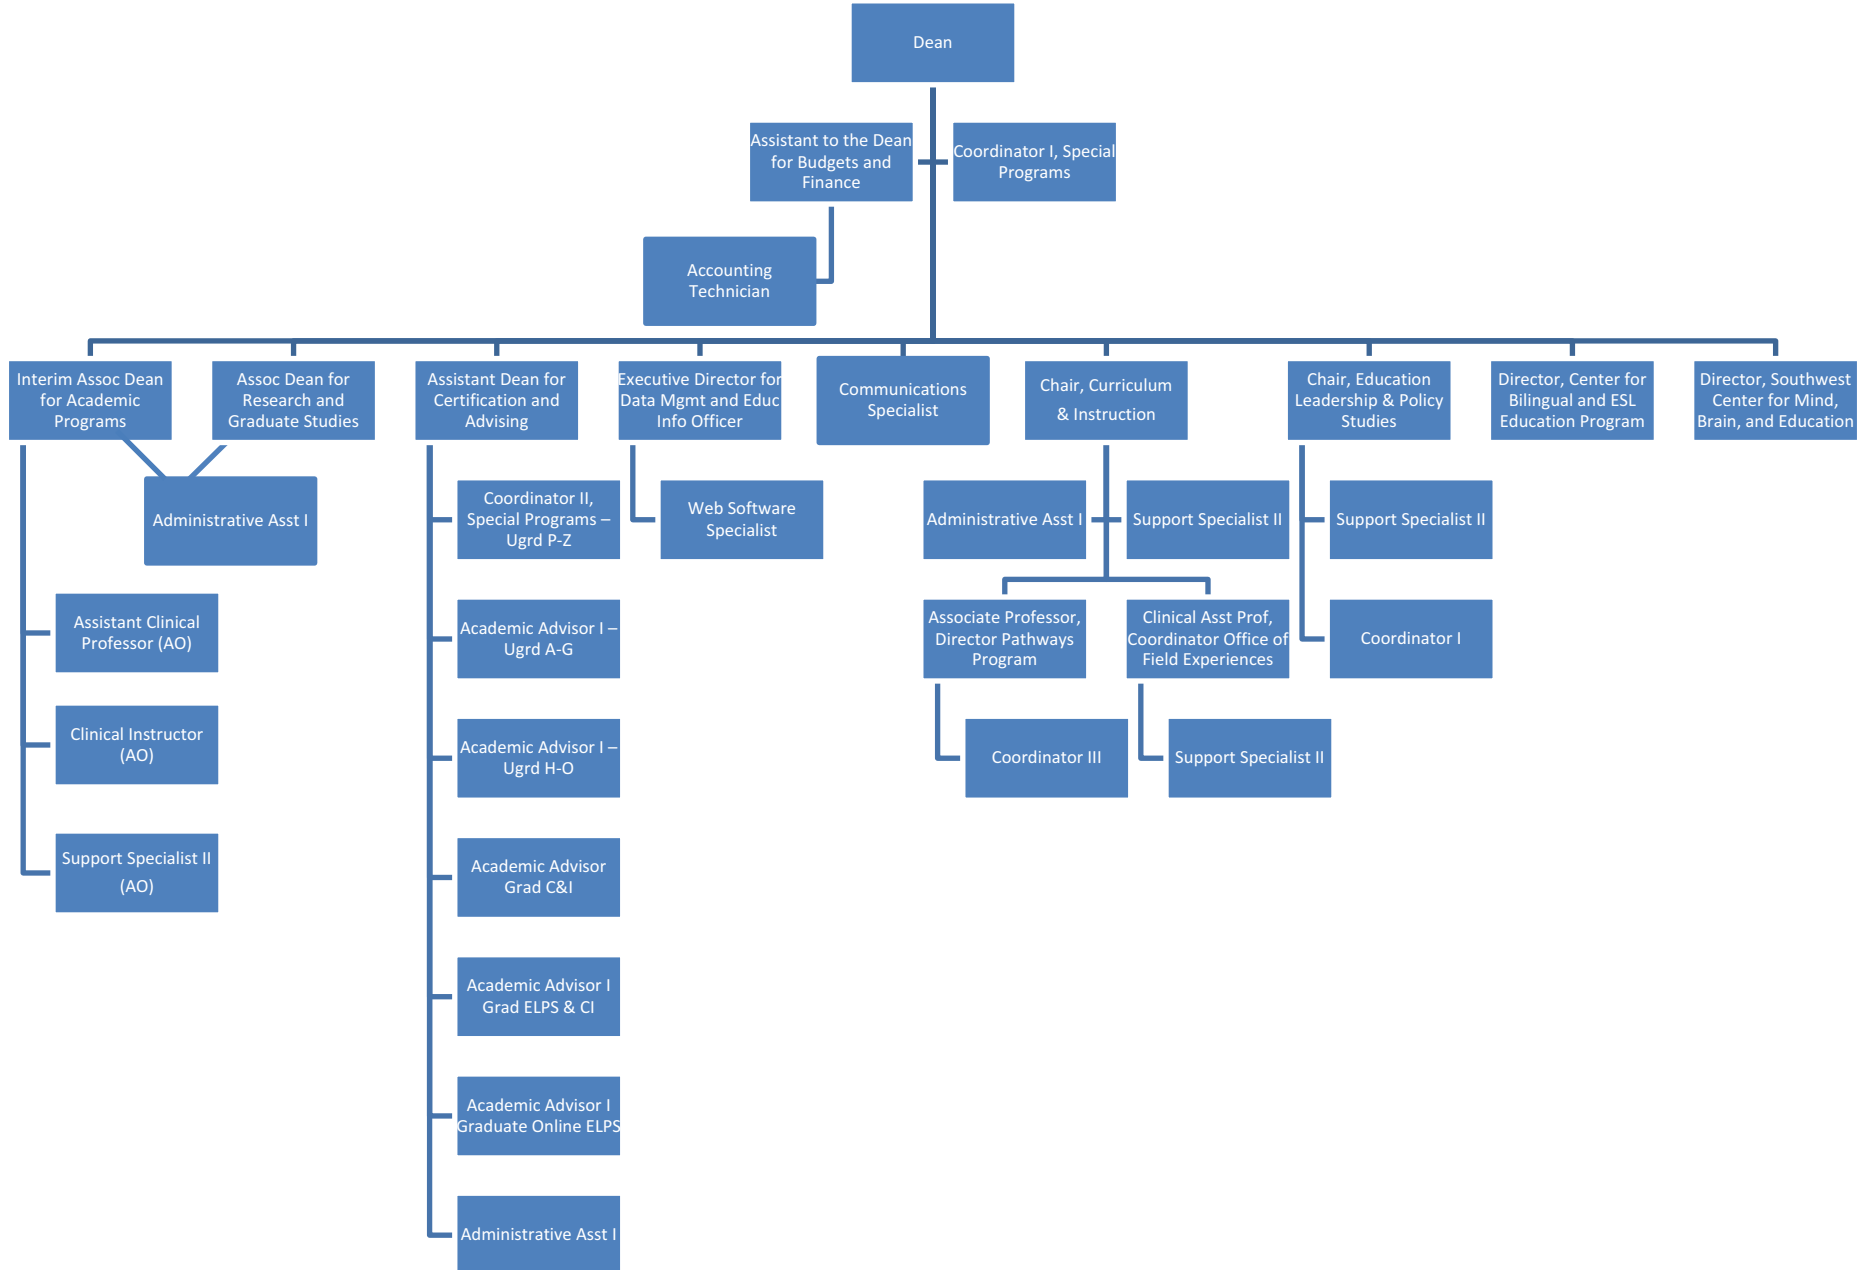 Dean
Assistant to the Dean
for Budgets and
Finance
Coordinator I, Special
Programs
Accounting
Technician
Interim Assoc Dean
for Academic
Programs
Assoc Dean for
Research and
Graduate Studies
Assistant Dean for
Certification and
Advising
Executive Director for
Data Mgmt and Educ
Info Officer
Communications
Specialist
Chair, Curriculum
& Instruction
Chair, Education
Leadership & Policy
Studies
Director, Center for
Bilingual and ESL
Education Program
Director, Southwest
Center for Mind,
Brain, and Education
Administrative Asst I
Coordinator II,
Special Programs –
Ugrd P-Z
Web Software
Specialist
Administrative Asst I
Support Specialist II
Support Specialist II
Assistant Clinical
Professor (AO)
Academic Advisor I –
Ugrd A-G
Associate Professor,
Director Pathways
Program
Clinical Asst Prof,
Coordinator Office of
Field Experiences
Coordinator I
Clinical Instructor
(AO)
Academic Advisor I –
Ugrd H-O
Coordinator III
Support Specialist II
Support Specialist II
(AO)
Academic Advisor
Grad C&I
Academic Advisor I
Grad ELPS & CI
Academic Advisor I
Graduate Online ELPS
Administrative Asst I